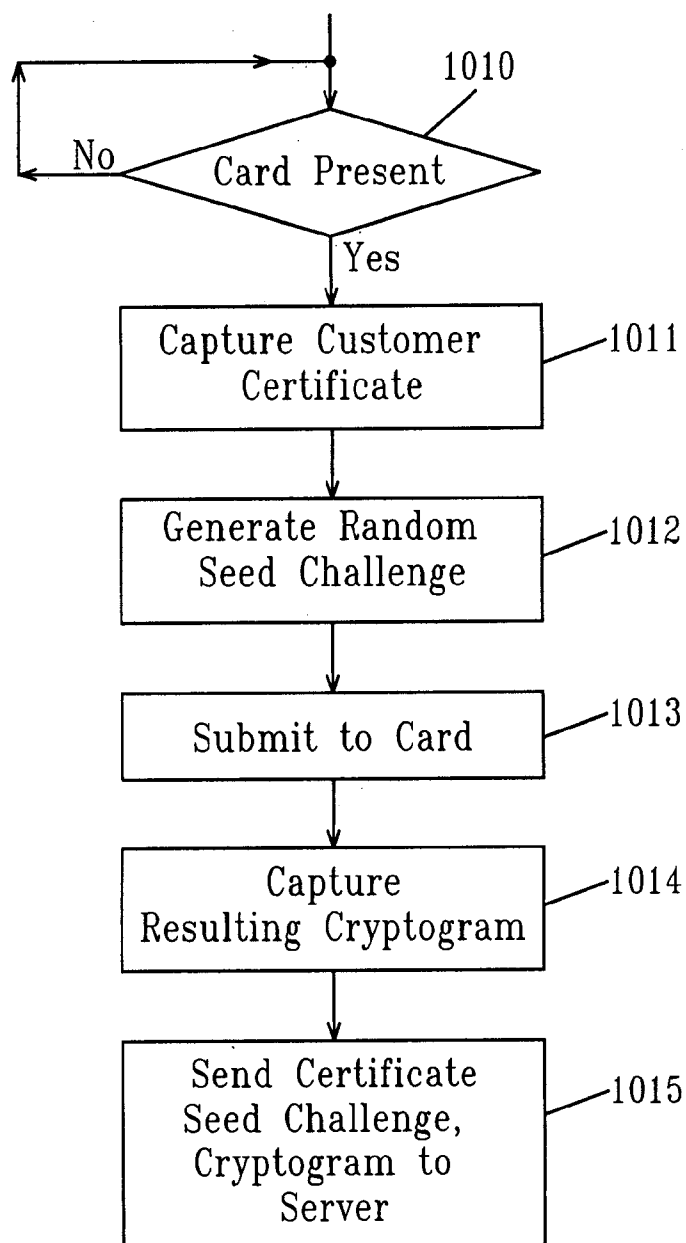 1010
No
Card Present
Yes
Capture Customer
Certificate
1011
Generate Random
Seed Challenge
1012
Submit to Card
1013
Capture
Resulting Cryptogram
1014
Send Certificate
Seed Challenge,
Cryptogram to
Server
1015